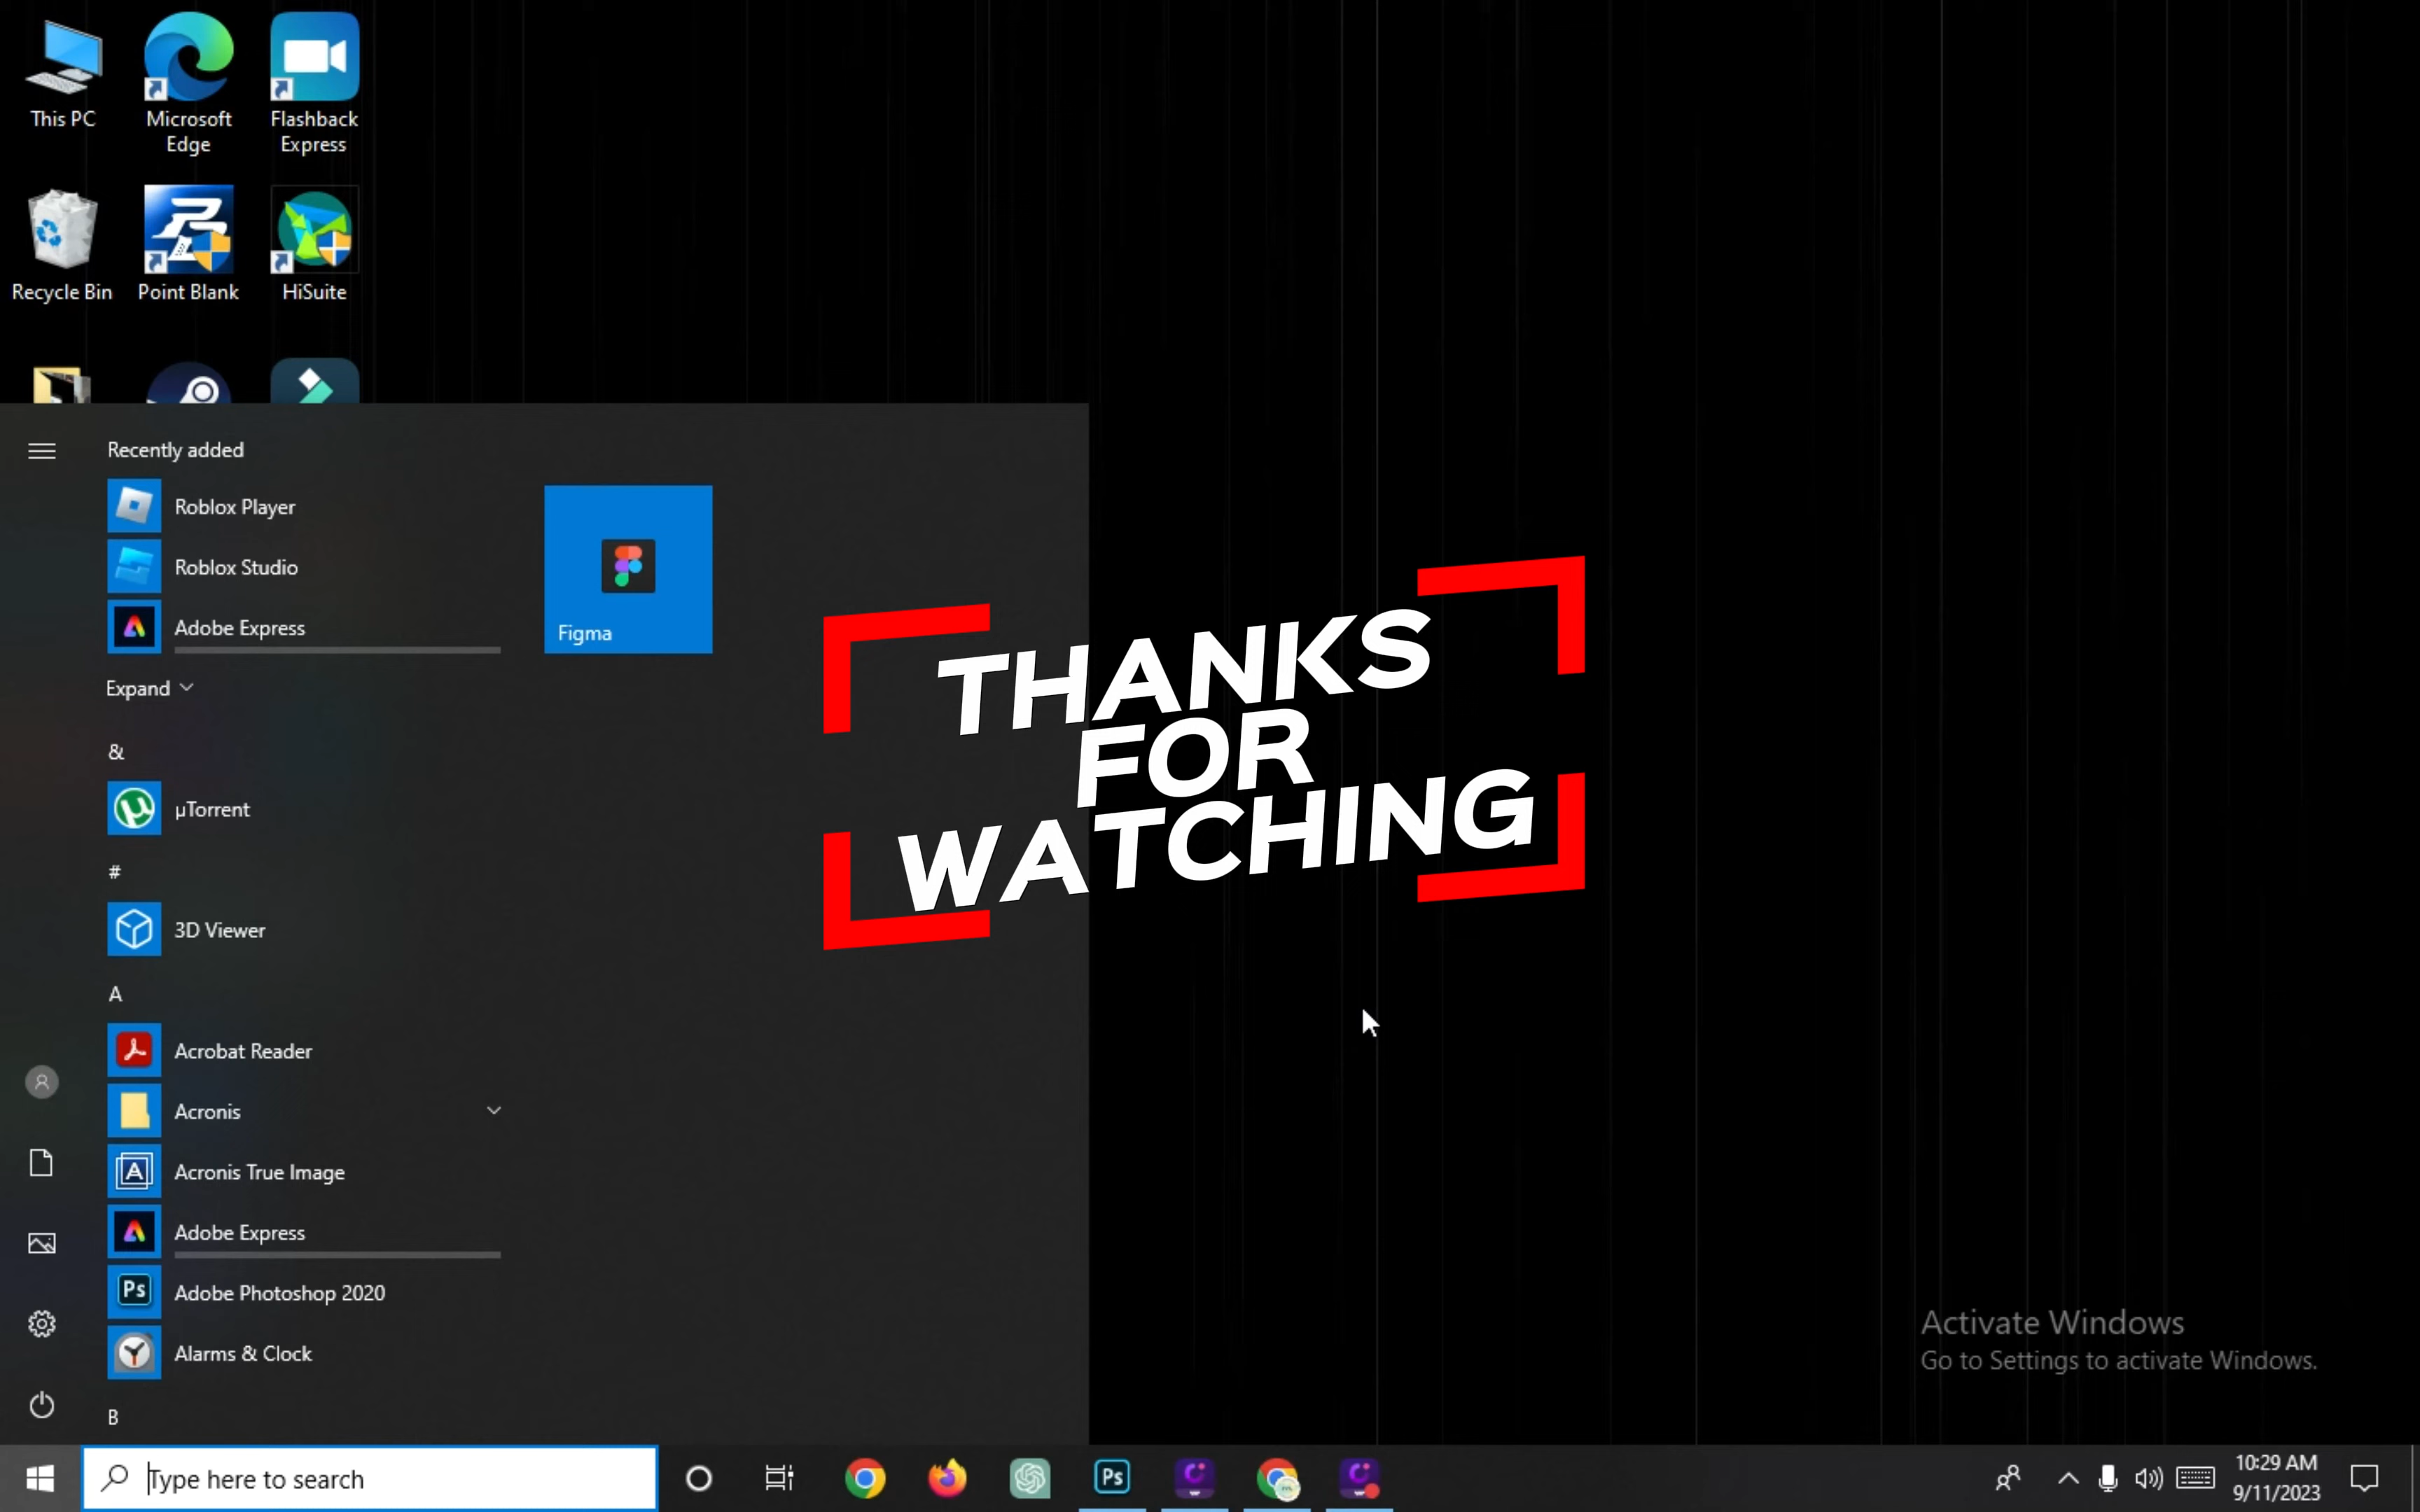 This PC
Microsoft
Edge
Flashback
Express
Recycle Bin
Point Blank
HiSuite
Recently added
Roblox Player
Roblox Studio
Adobe Express
Expand
Figma
&
µTorrent
#
3D Viewer
A
Acrobat Reader
Acronis
Acronis True Image
Adobe Express
Ps
Adobe Photoshop 2020
Alarms & Clock
B
THANKS
FOR
WATCHING
Activate Windows
Go to Settings to activate Windows.
Type here to search
Ps
10:29 AM
9/11/2023